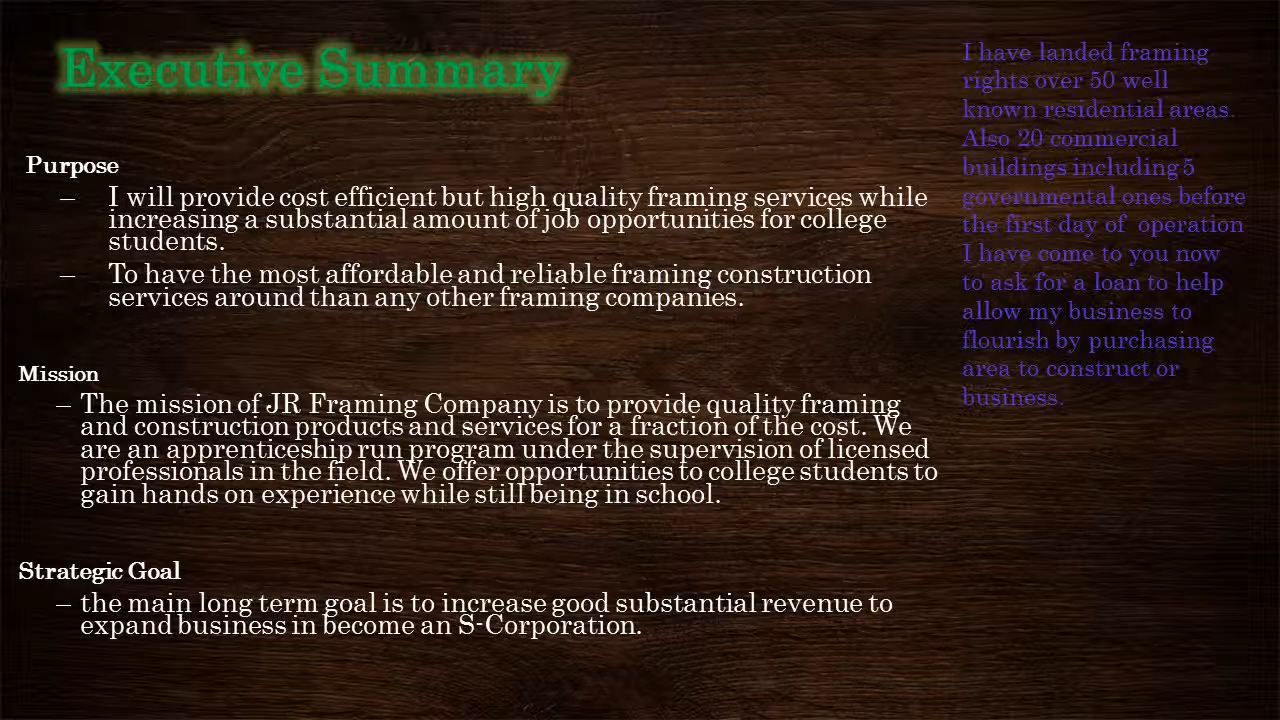 Executive Summary
Purpose
– I will provide cost efficient but high quality framing services while
increasing a substantial amount of job opportunities for college
students.
– To have the most affordable and reliable framing construction
services around than any other framing companies.
Mission
– The mission of JR Framing Company is to provide quality framing
and construction products and services for a fraction of the cost. We
are an apprenticeship run program under the supervision of licensed
professionals in the field. We offer opportunities to college students to
gain hands on experience while still being in school.
Strategic Goal
– the main long term goal is to increase good substantial revenue to
expand business in become an S-Corporation.
I have landed framing
rights over 50 well
known residential areas.
Also 20 commercial
buildings including 5
governmental ones before
the first day of operation
I have come to you now
to ask for a loan to help
allow my business to
flourish by purchasing
area to construct or
business.